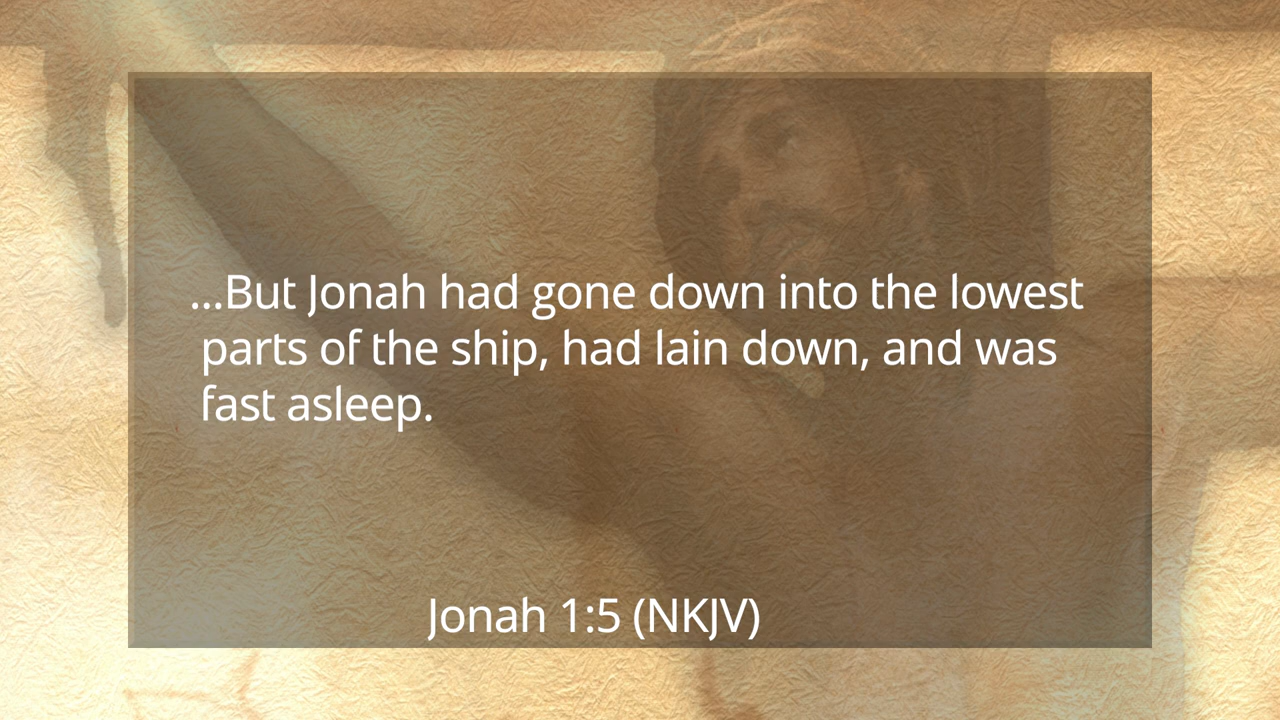 ...But Jonah had gone down into the lowest
parts of the ship, had lain down, and was
fast asleep.
Jonah 1:5 (NKJV)